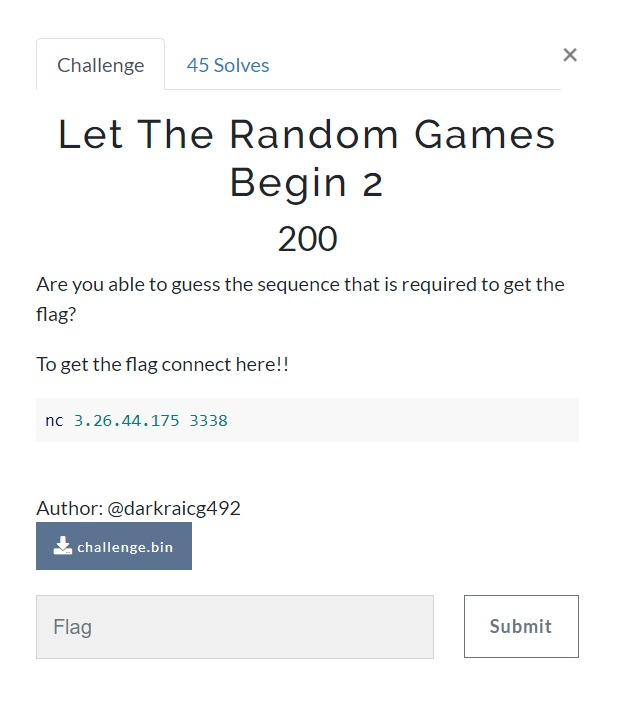 Challenge
45 Solves
×
Let The Random Games
Begin 2
200
Are you able to guess the sequence that is required to get the
flag?
To get the flag connect here!!
nc 3.26.44.175 3338
Author: @darkraicg492
challenge.bin
Flag
Submit